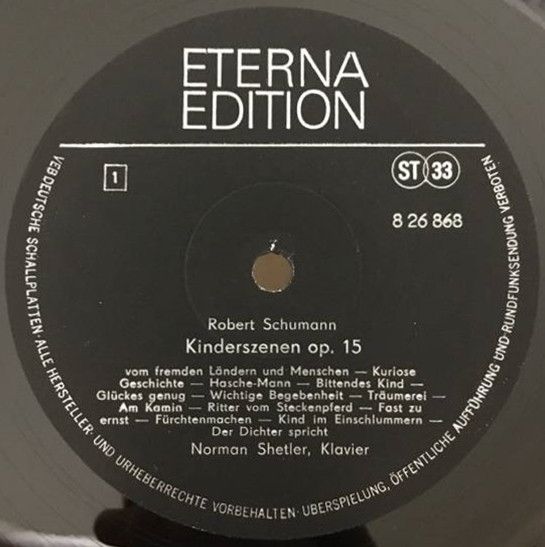 ETERNA
EDITION
1
ST 33
8 26 868
Robert Schumann
Kinderszenen op. 15
vom fremden Ländern und Menschen — Kuriose
Geschichte — Hasche-Mann — Bittendes Kind —
Glückes genug — Wichtige Begebenheit — Träumerei —
Am Kamin — Ritter vom Steckenpferd — Fast zu
ernst — Fürchtenmachen — Kind im Einschlummern —
Der Dichter spricht
Norman Shetler, Klavier
VEB DEUTSCHE SCHALLPLATTEN · ALLE HERSTELLER- UND URHEBERRECHTE VORBEHALTEN · ÜBERSPIELUNG, ÖFFENTLICHE AUFFÜHRUNG UND RUNDFUNKSENDUNG VERBOTEN